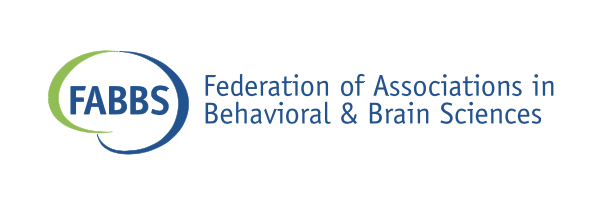 FABBS
Federation of Associations in
Behavioral & Brain Sciences